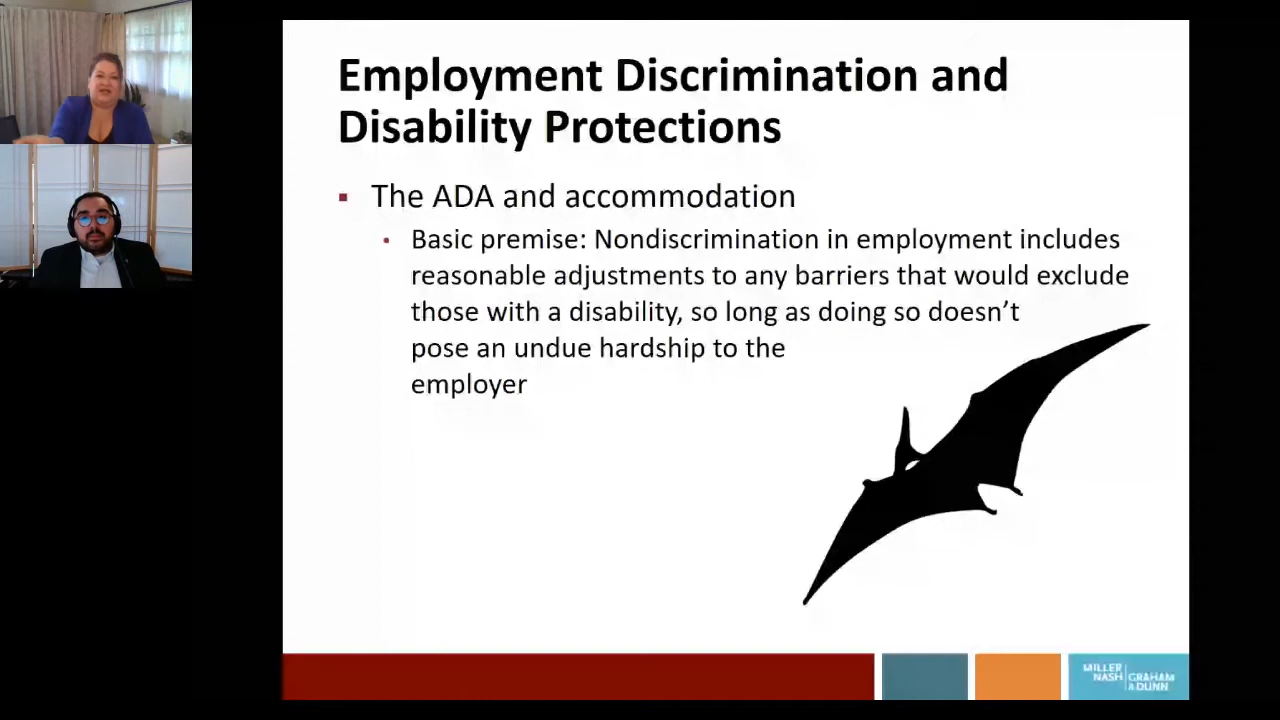 Employment Discrimination and
Disability Protections
The ADA and accommodation
Basic premise: Nondiscrimination in employment includes
reasonable adjustments to any barriers that would exclude
those with a disability, so long as doing so doesn’t
pose an undue hardship to the
employer
MILLER
NASH
GRAHAM
& DUNN